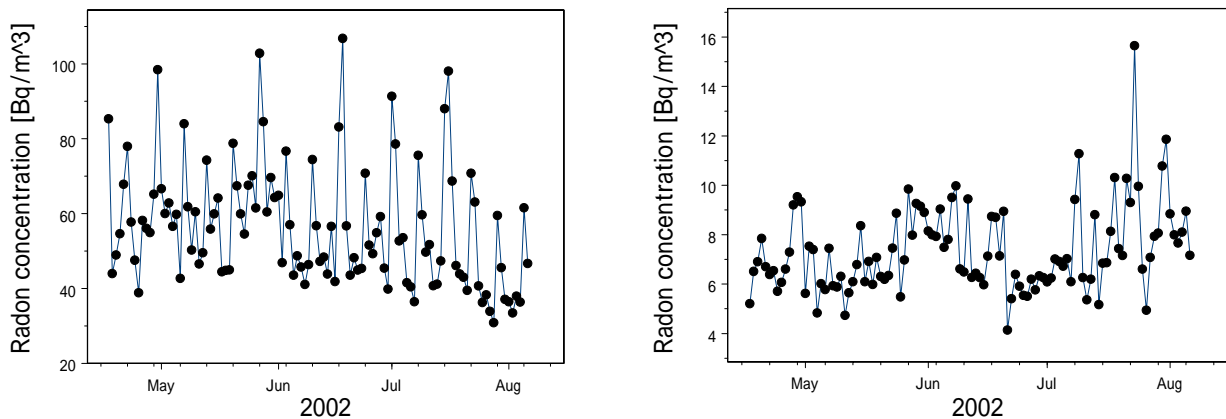 Radon concentration [Bq/m^3]
100
80
60
40
20
May
Jun
Jul
Aug
2002
Radon concentration [Bq/m^3]
16
14
12
10
8
6
4
May
Jun
Jul
Aug
2002